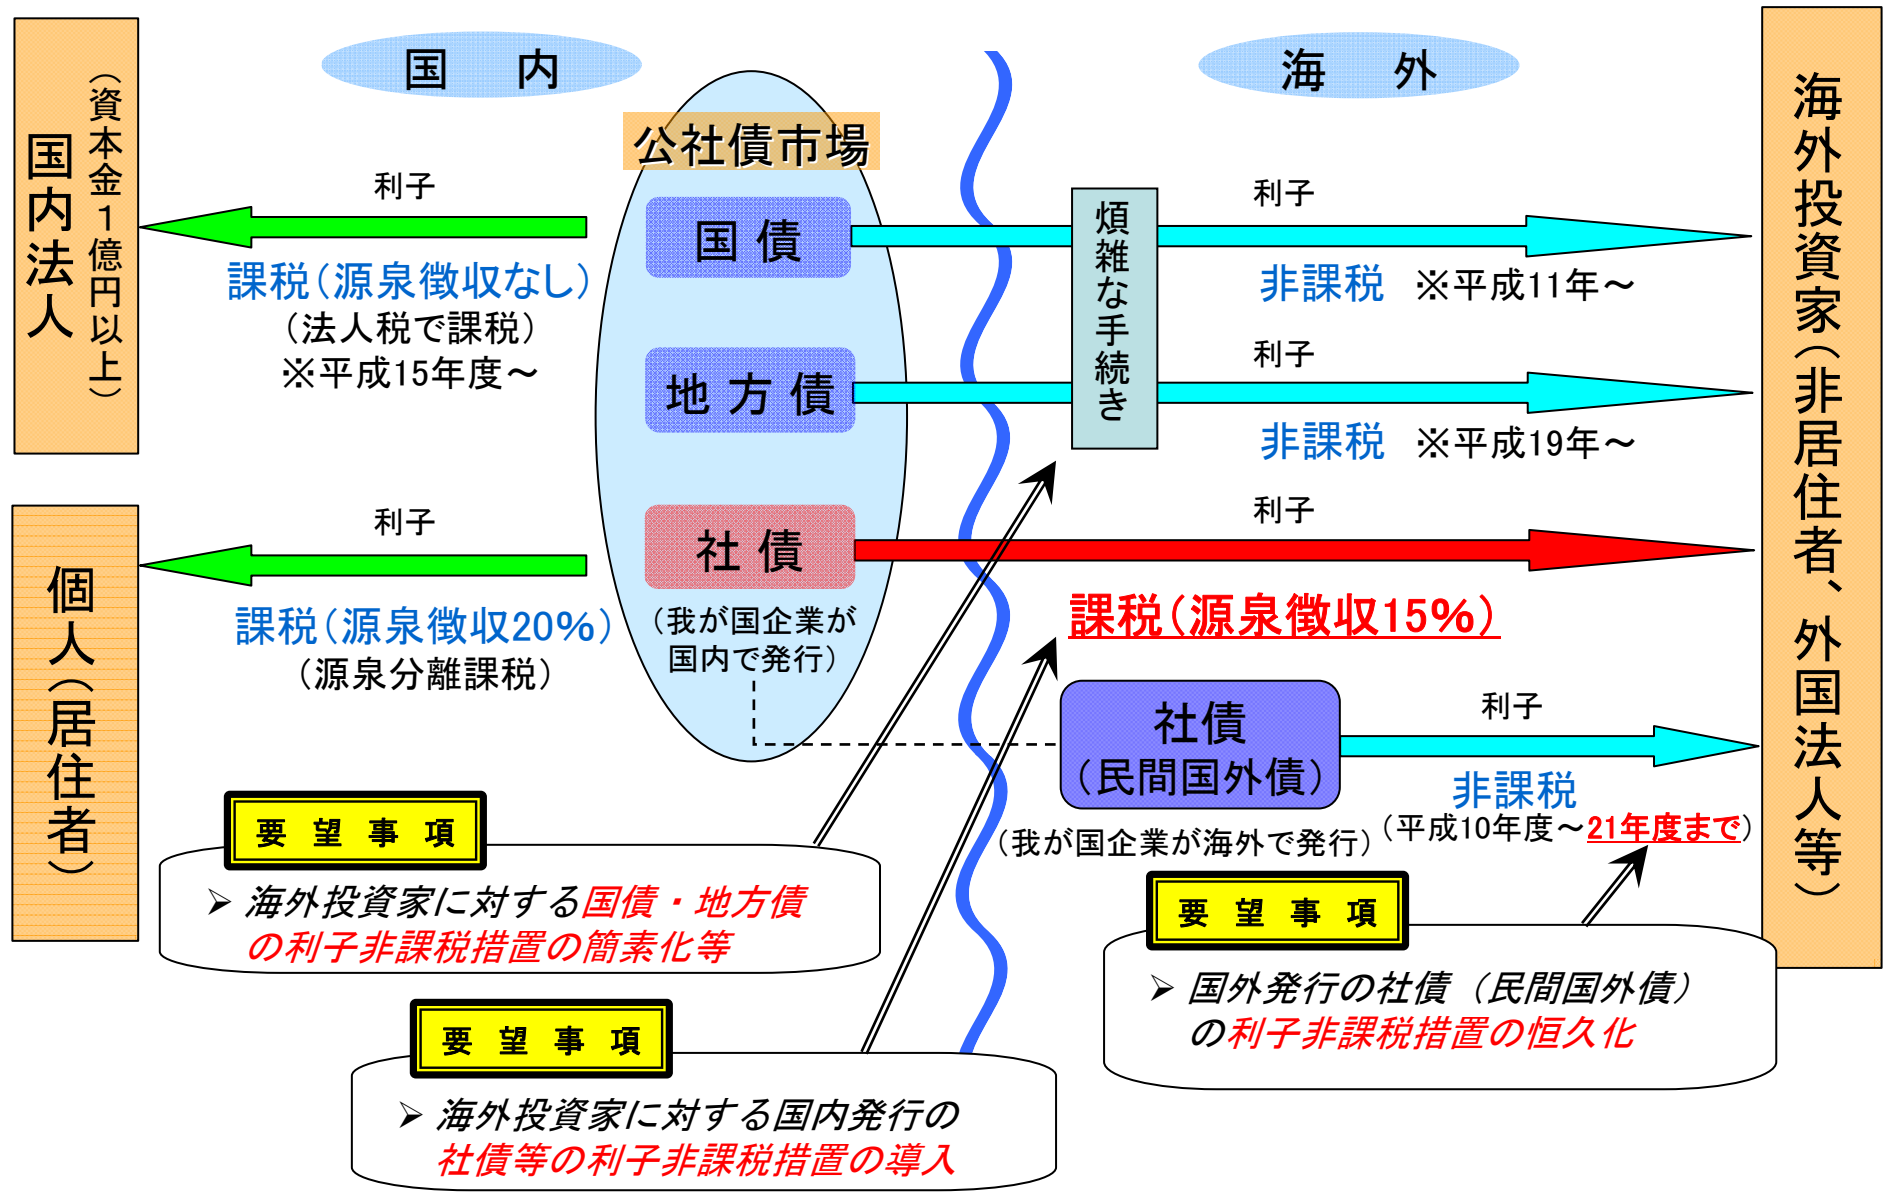 国　内
海　外
国内法人
（資本金１億円以上）
個人（居住者）
公社債市場
国債
地方債
社債
（我が国企業が
国内で発行）
利子
課税（源泉徴収なし）
（法人税で課税）
※平成15年度～
利子
課税（源泉徴収20％）
（源泉分離課税）
煩雑な手続き
利子
非課税　※平成11年～
利子
非課税　※平成19年～
利子
課税（源泉徴収15％）
社債
（民間国外債）
（我が国企業が海外で発行）
利子
非課税
（平成10年度～21年度まで）
海外投資家（非居住者、外国法人等）
要望事項
➢ 海外投資家に対する国債・地方債
の利子非課税措置の簡素化等
要望事項
➢ 海外投資家に対する国内発行の
社債等の利子非課税措置の導入
要望事項
➢ 国外発行の社債（民間国外債）
の利子非課税措置の恒久化